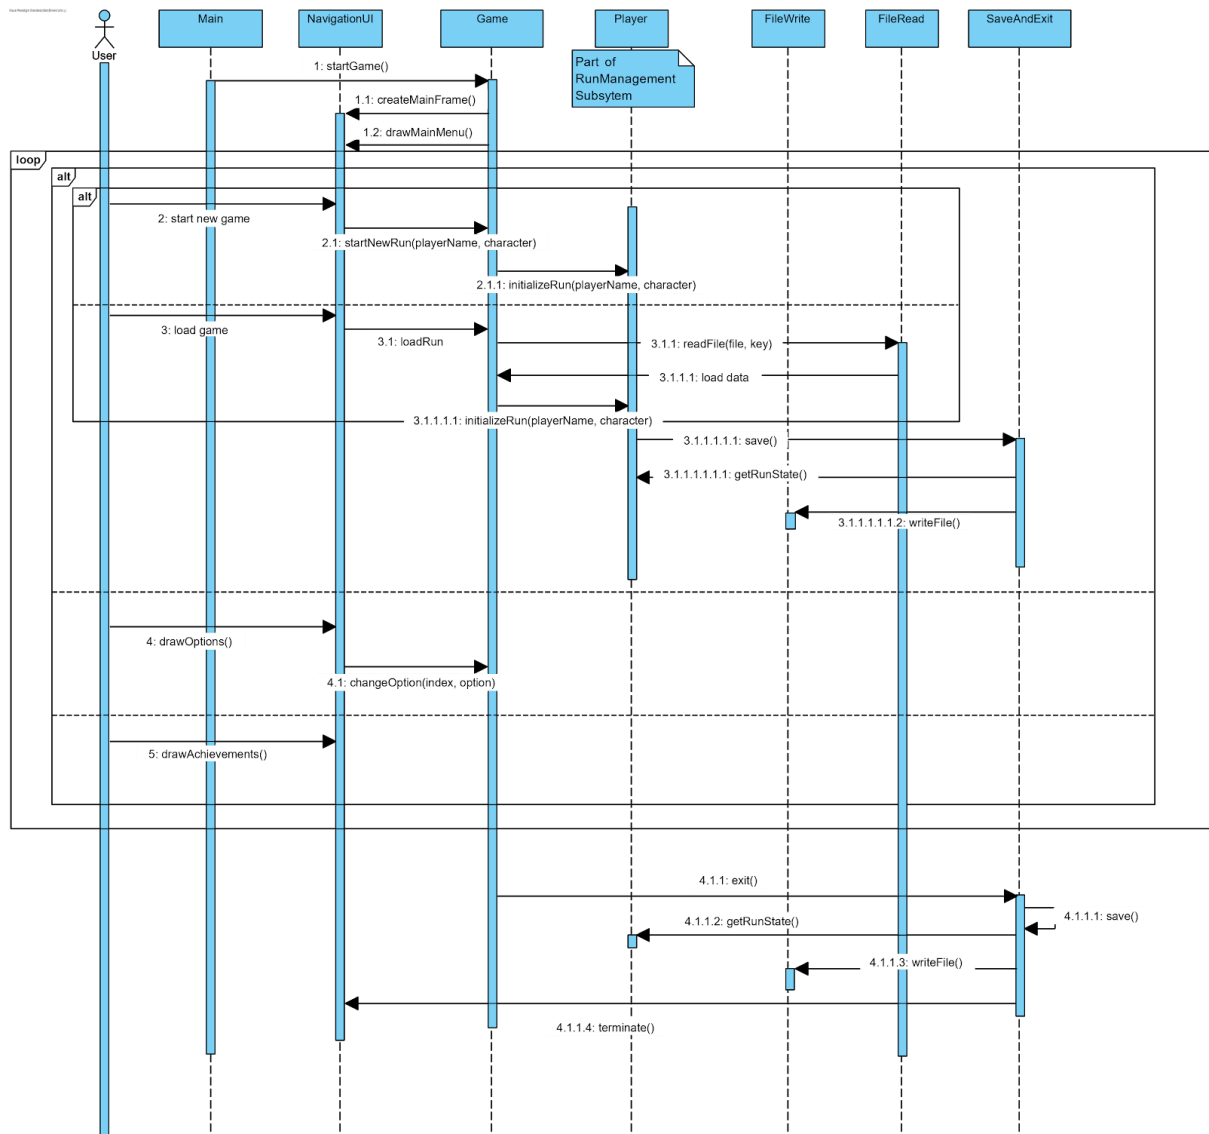 User
Main
NavigationUI
Game
Player
FileWrite
FileRead
SaveAndExit
Part of
RunManagement
Subsytem
1: startGame()
1.1: createMainFrame()
1.2: drawMainMenu()
loop
alt
alt
2: start new game
2.1: startNewRun(playerName, character)
2.1.1: initializeRun(playerName, character)
3: load game
3.1: loadRun
3.1.1: readFile(file, key)
3.1.1.1: load data
3.1.1.1.1: initializeRun(playerName, character)
3.1.1.1.1.1: save()
3.1.1.1.1.1.1: getRunState()
3.1.1.1.1.1.2: writeFile()
4: drawOptions()
4.1: changeOption(index, option)
5: drawAchievements()
4.1.1: exit()
4.1.1.1: save()
4.1.1.2: getRunState()
4.1.1.3: writeFile()
4.1.1.4: terminate()